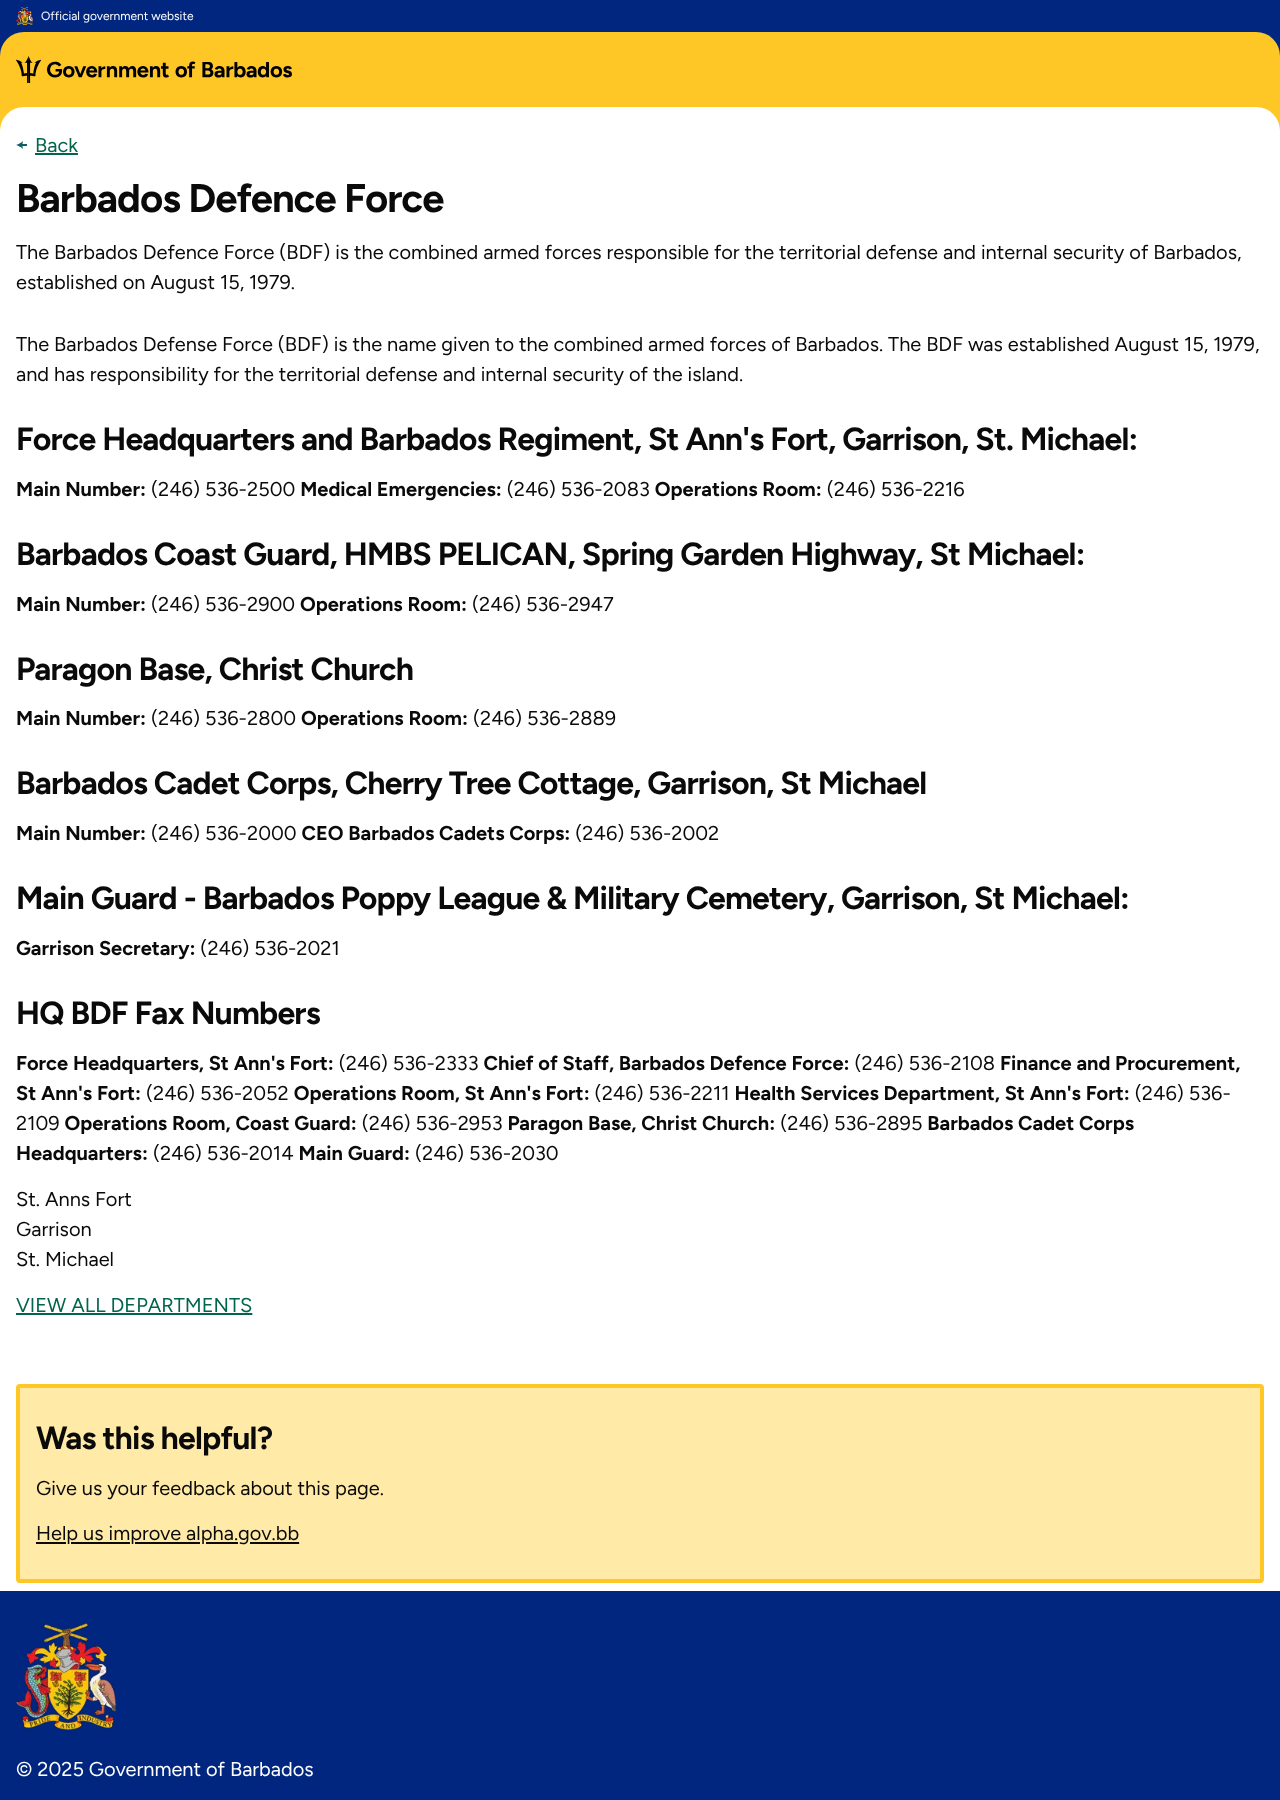 Official government website
Government of Barbados
Back
Barbados Defence Force
The Barbados Defence Force (BDF) is the combined armed forces responsible for the territorial defense and internal security of Barbados,
established on August 15, 1979.
The Barbados Defense Force (BDF) is the name given to the combined armed forces of Barbados. The BDF was established August 15, 1979,
and has responsibility for the territorial defense and internal security of the island.
Force Headquarters and Barbados Regiment, St Ann's Fort, Garrison, St. Michael:
Main Number: (246) 536-2500 Medical Emergencies: (246) 536-2083 Operations Room: (246) 536-2216
Barbados Coast Guard, HMBS PELICAN, Spring Garden Highway, St Michael:
Main Number: (246) 536-2900 Operations Room: (246) 536-2947
Paragon Base, Christ Church
Main Number: (246) 536-2800 Operations Room: (246) 536-2889
Barbados Cadet Corps, Cherry Tree Cottage, Garrison, St Michael
Main Number: (246) 536-2000 CEO Barbados Cadets Corps: (246) 536-2002
Main Guard - Barbados Poppy League & Military Cemetery, Garrison, St Michael:
Garrison Secretary: (246) 536-2021
HQ BDF Fax Numbers
Force Headquarters, St Ann's Fort: (246) 536-2333 Chief of Staff, Barbados Defence Force: (246) 536-2108 Finance and Procurement,
St Ann's Fort: (246) 536-2052 Operations Room, St Ann's Fort: (246) 536-2211 Health Services Department, St Ann's Fort: (246) 536-
2109 Operations Room, Coast Guard: (246) 536-2953 Paragon Base, Christ Church: (246) 536-2895 Barbados Cadet Corps
Headquarters: (246) 536-2014 Main Guard: (246) 536-2030
St. Anns Fort
Garrison
St. Michael
VIEW ALL DEPARTMENTS
Was this helpful?
Give us your feedback about this page.
Help us improve alpha.gov.bb
PRIDE AND INDUSTRY
© 2025 Government of Barbados